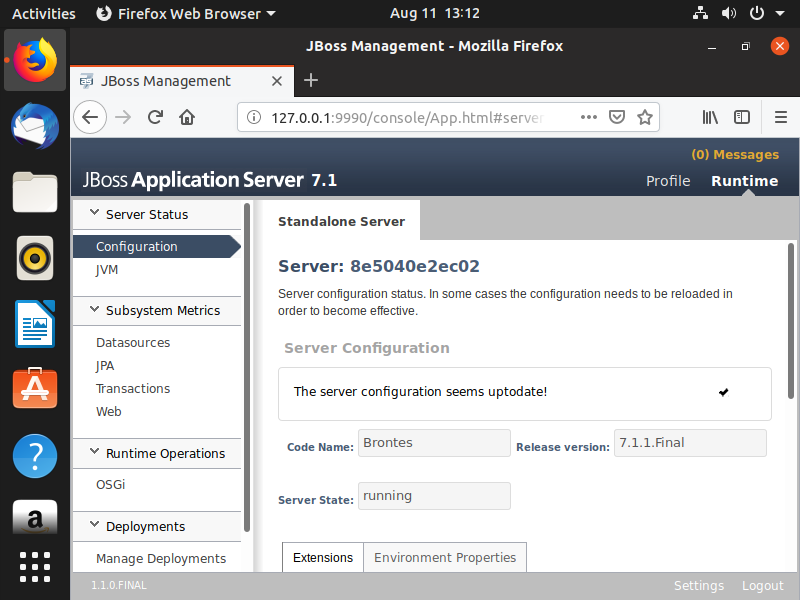 Activities
Firefox Web Browser
Aug 11 13:12
JBoss Management - Mozilla Firefox
JBoss Management
127.0.0.1:9990/console/App.html#server
(0) Messages
JBoss Application Server 7.1
Profile
Runtime
Server Status
Configuration
JVM
Subsystem Metrics
Datasources
JPA
Transactions
Web
Runtime Operations
OSGi
Deployments
Manage Deployments
Standalone Server
Server: 8e5040e2ec02
Server configuration status. In some cases the configuration needs to be reloaded in
order to become effective.
Server Configuration
The server configuration seems uptodate!
Code Name: Brontes
Release version: 7.1.1.Final
Server State: running
Extensions
Environment Properties
1.1.0.FINAL
Settings
Logout